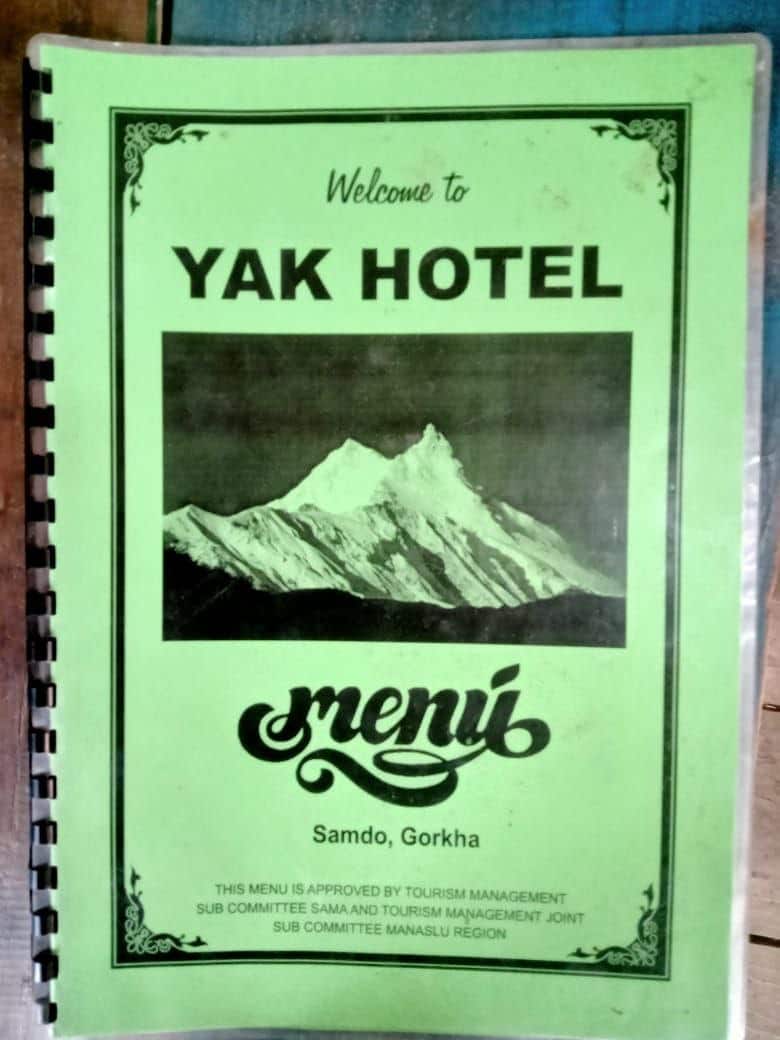 Welcome to
YAK HOTEL
menú
Samdo, Gorkha
THIS MENU IS APPROVED BY TOURISM MANAGEMENT
SUB COMMITTEE SAMA AND TOURISM MANAGEMENT JOINT
SUB COMMITTEE MANASLU REGION